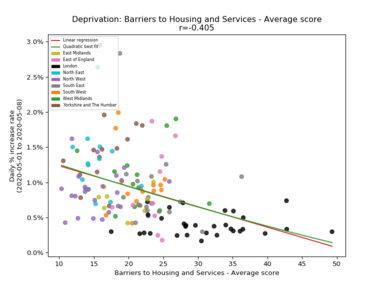 Deprivation: Barriers to Housing and Services - Average score
r=-0.405
Daily % increase rate
(2020-05-01 to 2020-05-08)
3.0%
2.5%
2.0%
1.5%
1.0%
0.5%
0.0%
Linear regression
Quadratic best fit
East Midlands
East of England
London
North East
North West
South East
South West
West Midlands
Yorkshire and The Humber
10 15 20 25 30 35 40 45 50
Barriers to Housing and Services - Average score